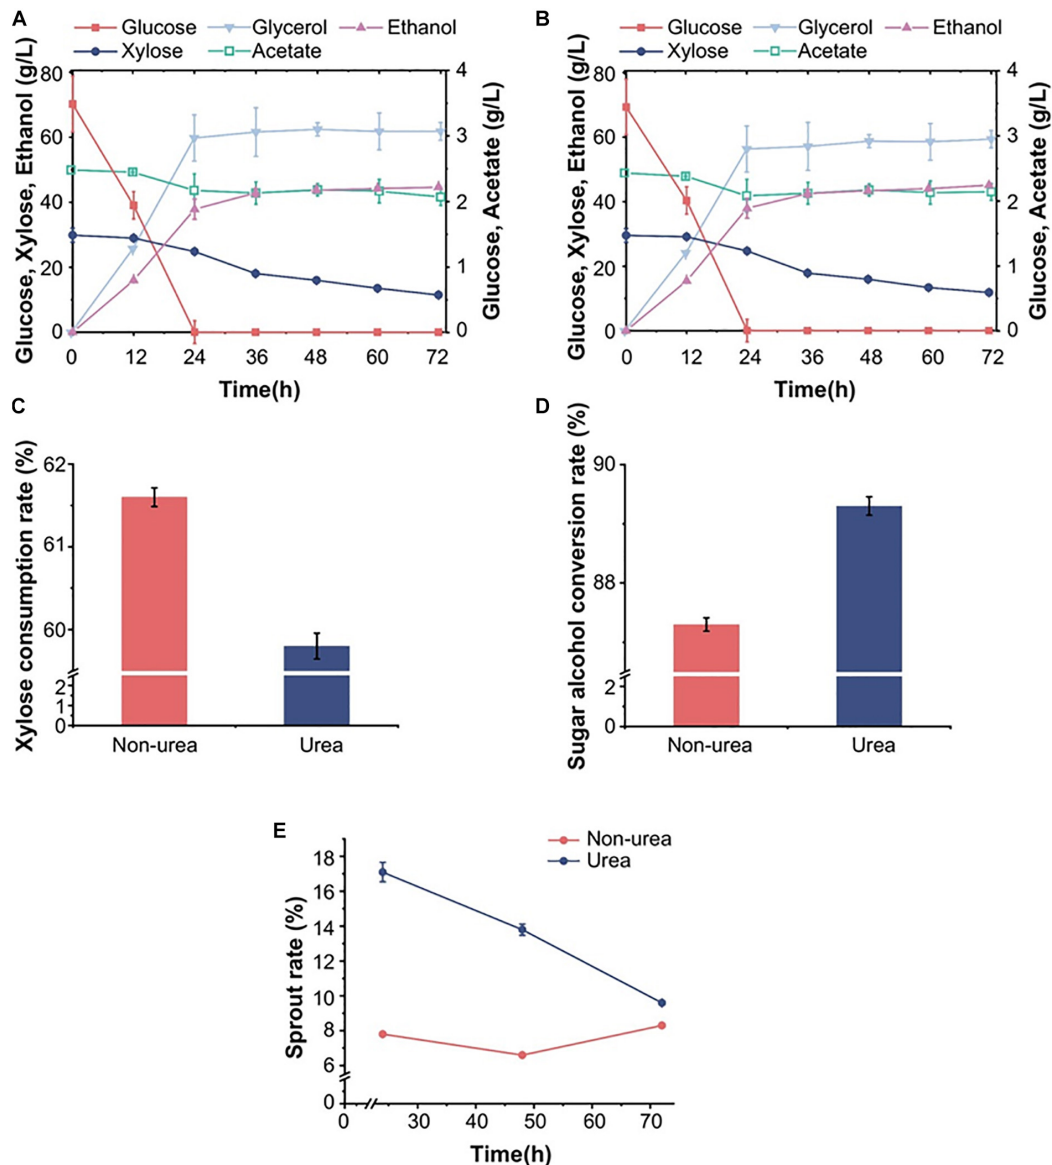 A
Glucose Glycerol Ethanol
Xylose Acetate
Glucose, Xylose, Ethanol (g/L)
80
60
40
20
0
4
3
2
1
0
Glucose, Acetate (g/L)
0 12 24 36 48 60 72
Time(h)
B
Glucose Glycerol Ethanol
Xylose Acetate
Glucose, Xylose, Ethanol (g/L)
80
60
40
20
0
4
3
2
1
0
Glucose, Acetate (g/L)
0 12 24 36 48 60 72
Time(h)
C
Xylose consumption rate (%)
62
61
60
2
1
0
Non-urea Urea
D
Sugar alcohol conversion rate (%)
90
88
2
0
Non-urea Urea
E
Non-urea
Urea
Sprout rate (%)
18
16
14
12
10
8
6
0
0 30 40 50 60 70
Time(h)